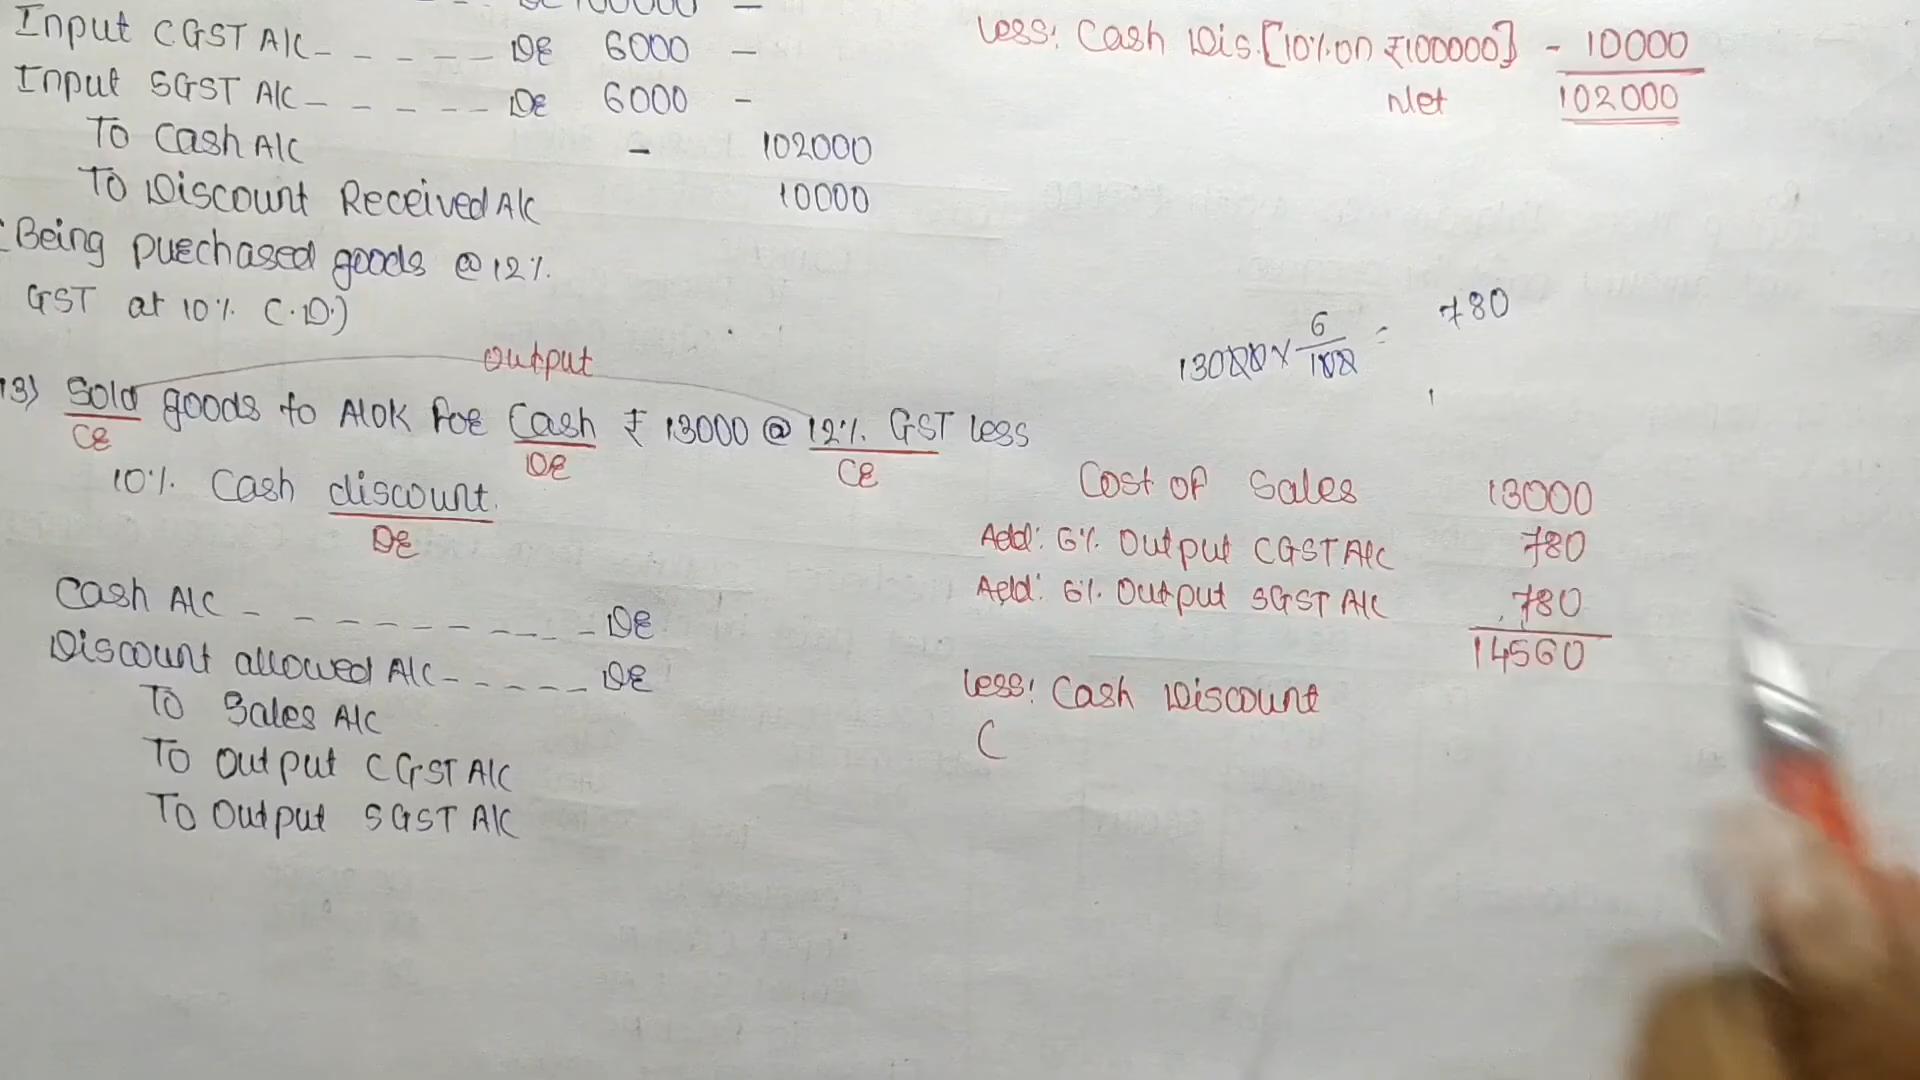 100000 -
Input CGST A/C - - - - - Dr 6000 -
Input SGST A/C - - - - - Dr 6000 -
To Cash A/C - 102000
To Discount Received A/C 10000
Being purchased goods @ 12%.
GST at 10% C.D.)
Less: Cash Dis. [10% on ₹100000] - 10000
Net 102000
13000 x 6/100 = 780
Output
13) Sold goods to Alok for Cash ₹ 13000 @ 12%. GST less
Cr Dr Cr
10%. Cash discount.
Dr
Cash A/C - - - - - - - - - - Dr
Discount allowed A/C - - - - - Dr
To Sales A/C
To Output CGST A/C
To Output SGST A/C
Cost of Sales 13000
Add: 6%. Output CGST A/C 780
Add: 6%. Output SGST A/C 780
14560
Less: Cash Discount
(